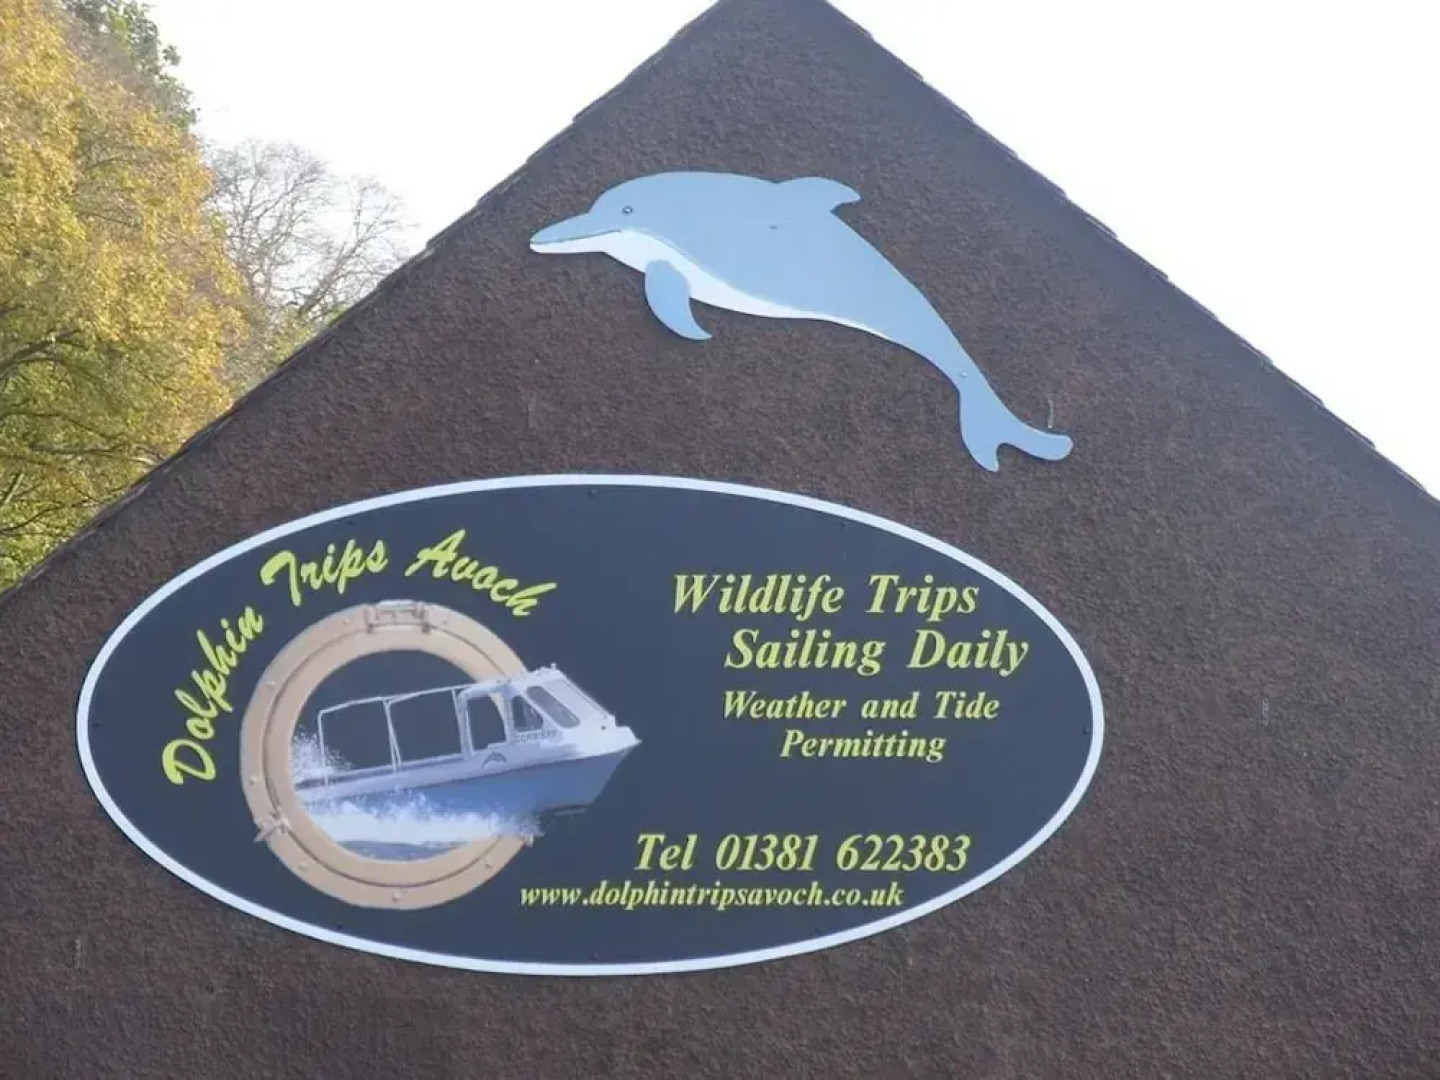 Dolphin Trips Avoch
Wildlife Trips
Sailing Daily
Weather and Tide
Permitting
Tel 01381 622383
www.dolphintripsavoch.co.uk